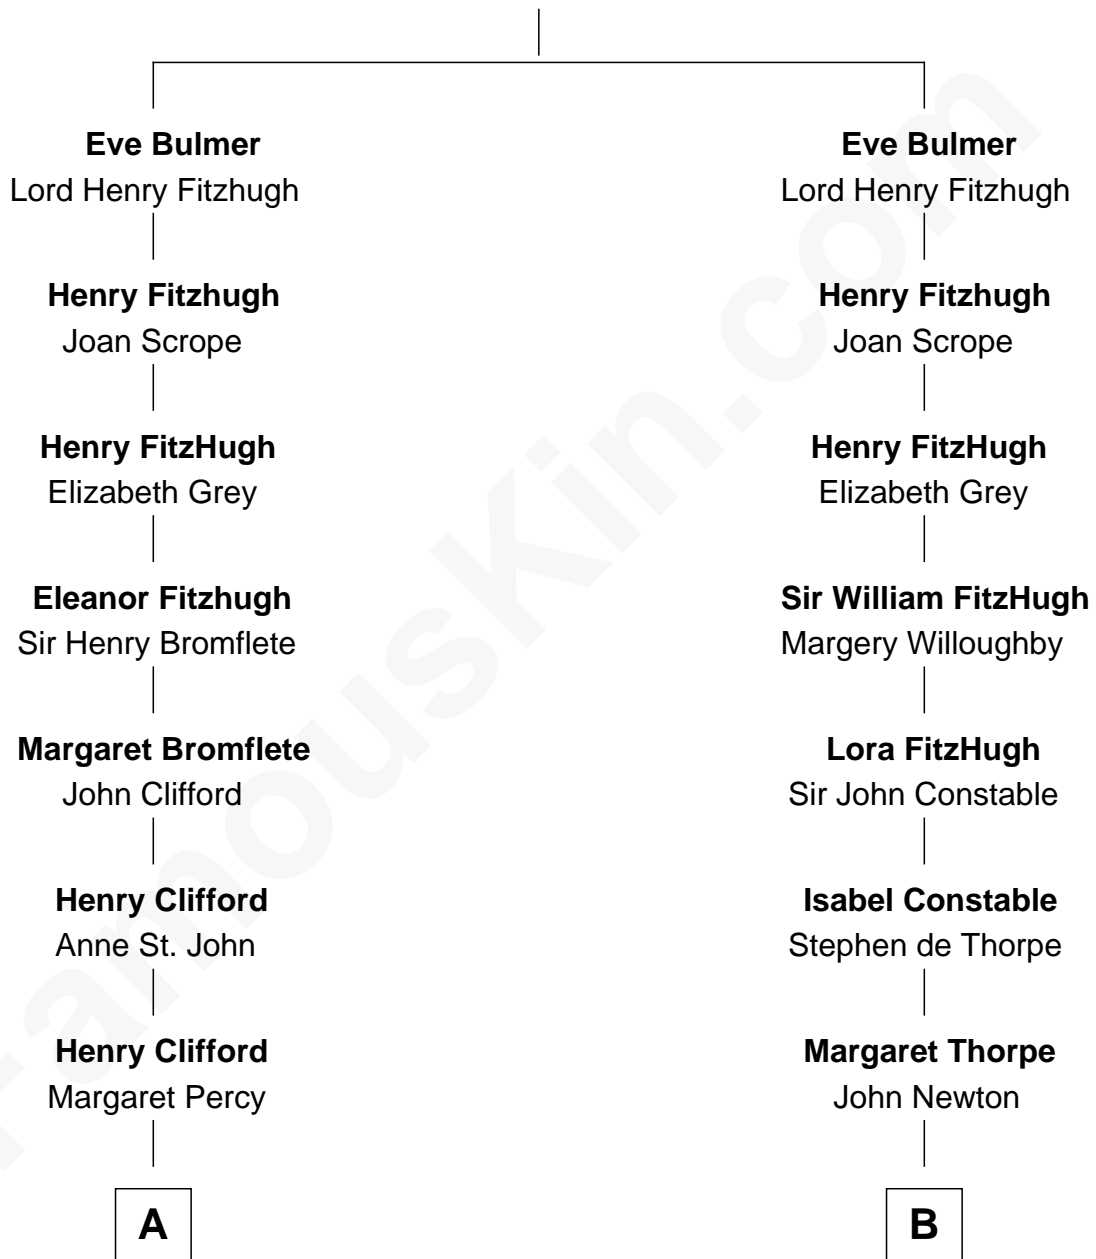 Eve Bulmer
Lord Henry Fitzhugh
Henry Fitzhugh
Joan Scrope
Henry FitzHugh
Elizabeth Grey
Eleanor Fitzhugh
Sir Henry Bromflete
Margaret Bromflete
John Clifford
Henry Clifford
Anne St. John
Henry Clifford
Margaret Percy
A
Eve Bulmer
Lord Henry Fitzhugh
Henry Fitzhugh
Joan Scrope
Henry FitzHugh
Elizabeth Grey
Sir William FitzHugh
Margery Willoughby
Lora FitzHugh
Sir John Constable
Isabel Constable
Stephen de Thorpe
Margaret Thorpe
John Newton
B
FamousKin.com